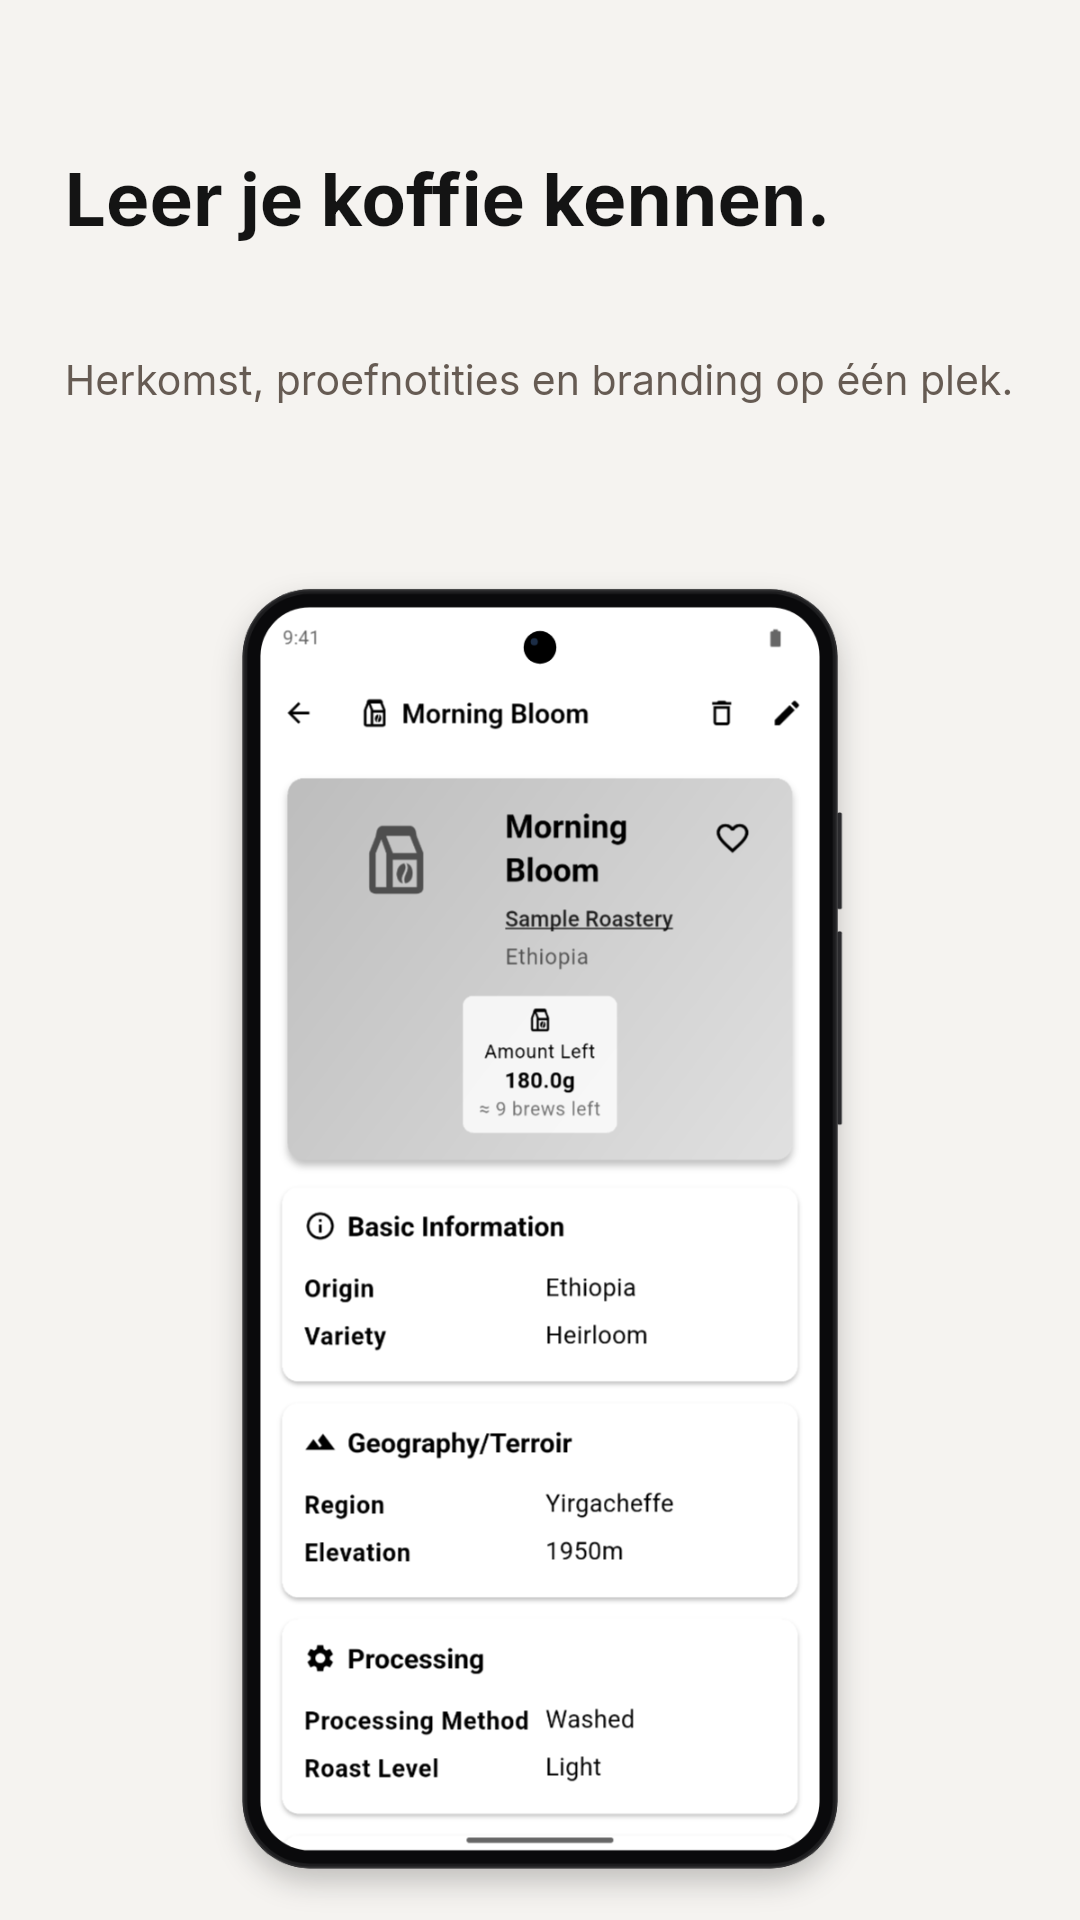 Leer je koffie kennen.
Herkomst, proefnotities en branding op één plek.
9:41
Morning Bloom
Morning
Bloom
Sample Roastery
Ethiopia
Amount Left
180.0g
≈ 9 brews left
Basic Information
Origin Ethiopia
Variety Heirloom
Geography/Terroir
Region Yirgacheffe
Elevation 1950m
Processing
Processing Method Washed
Roast Level Light